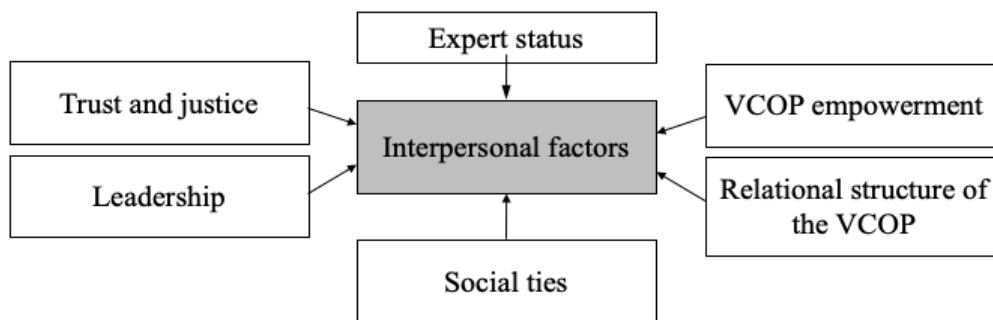 Expert status
Trust and justice
VCOP empowerment
Interpersonal factors
Leadership
Relational structure of
the VCOP
Social ties